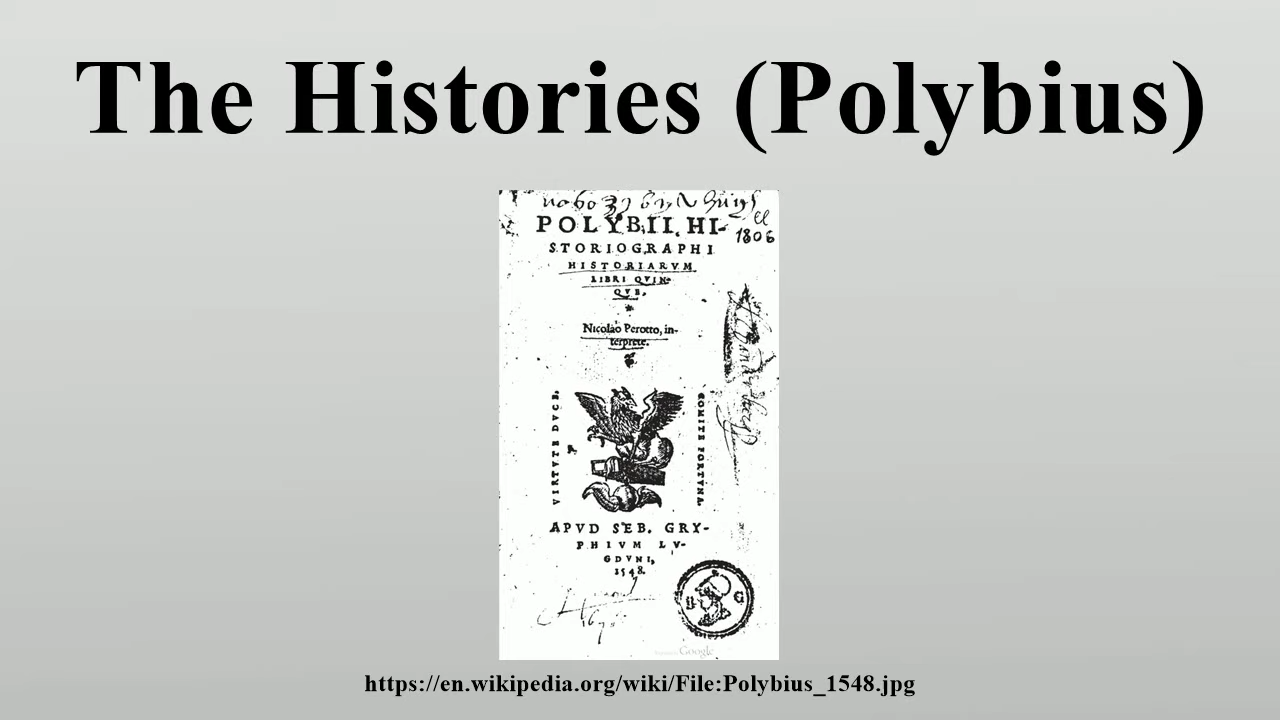 The Histories (Polybius)
1806
POLYBII HI-
STORIOGRAPHI
HISTORIARVM
LIBRI QVIN-
QVE,
Nicolao Perotto, in-
terprete.
VIRTVTE DVCE,
COMITE FORTVNA.
APVD SEB. GRY-
PHIVM LV-
GDVNI,
1548.
Google
https://en.wikipedia.org/wiki/File:Polybius_1548.jpg